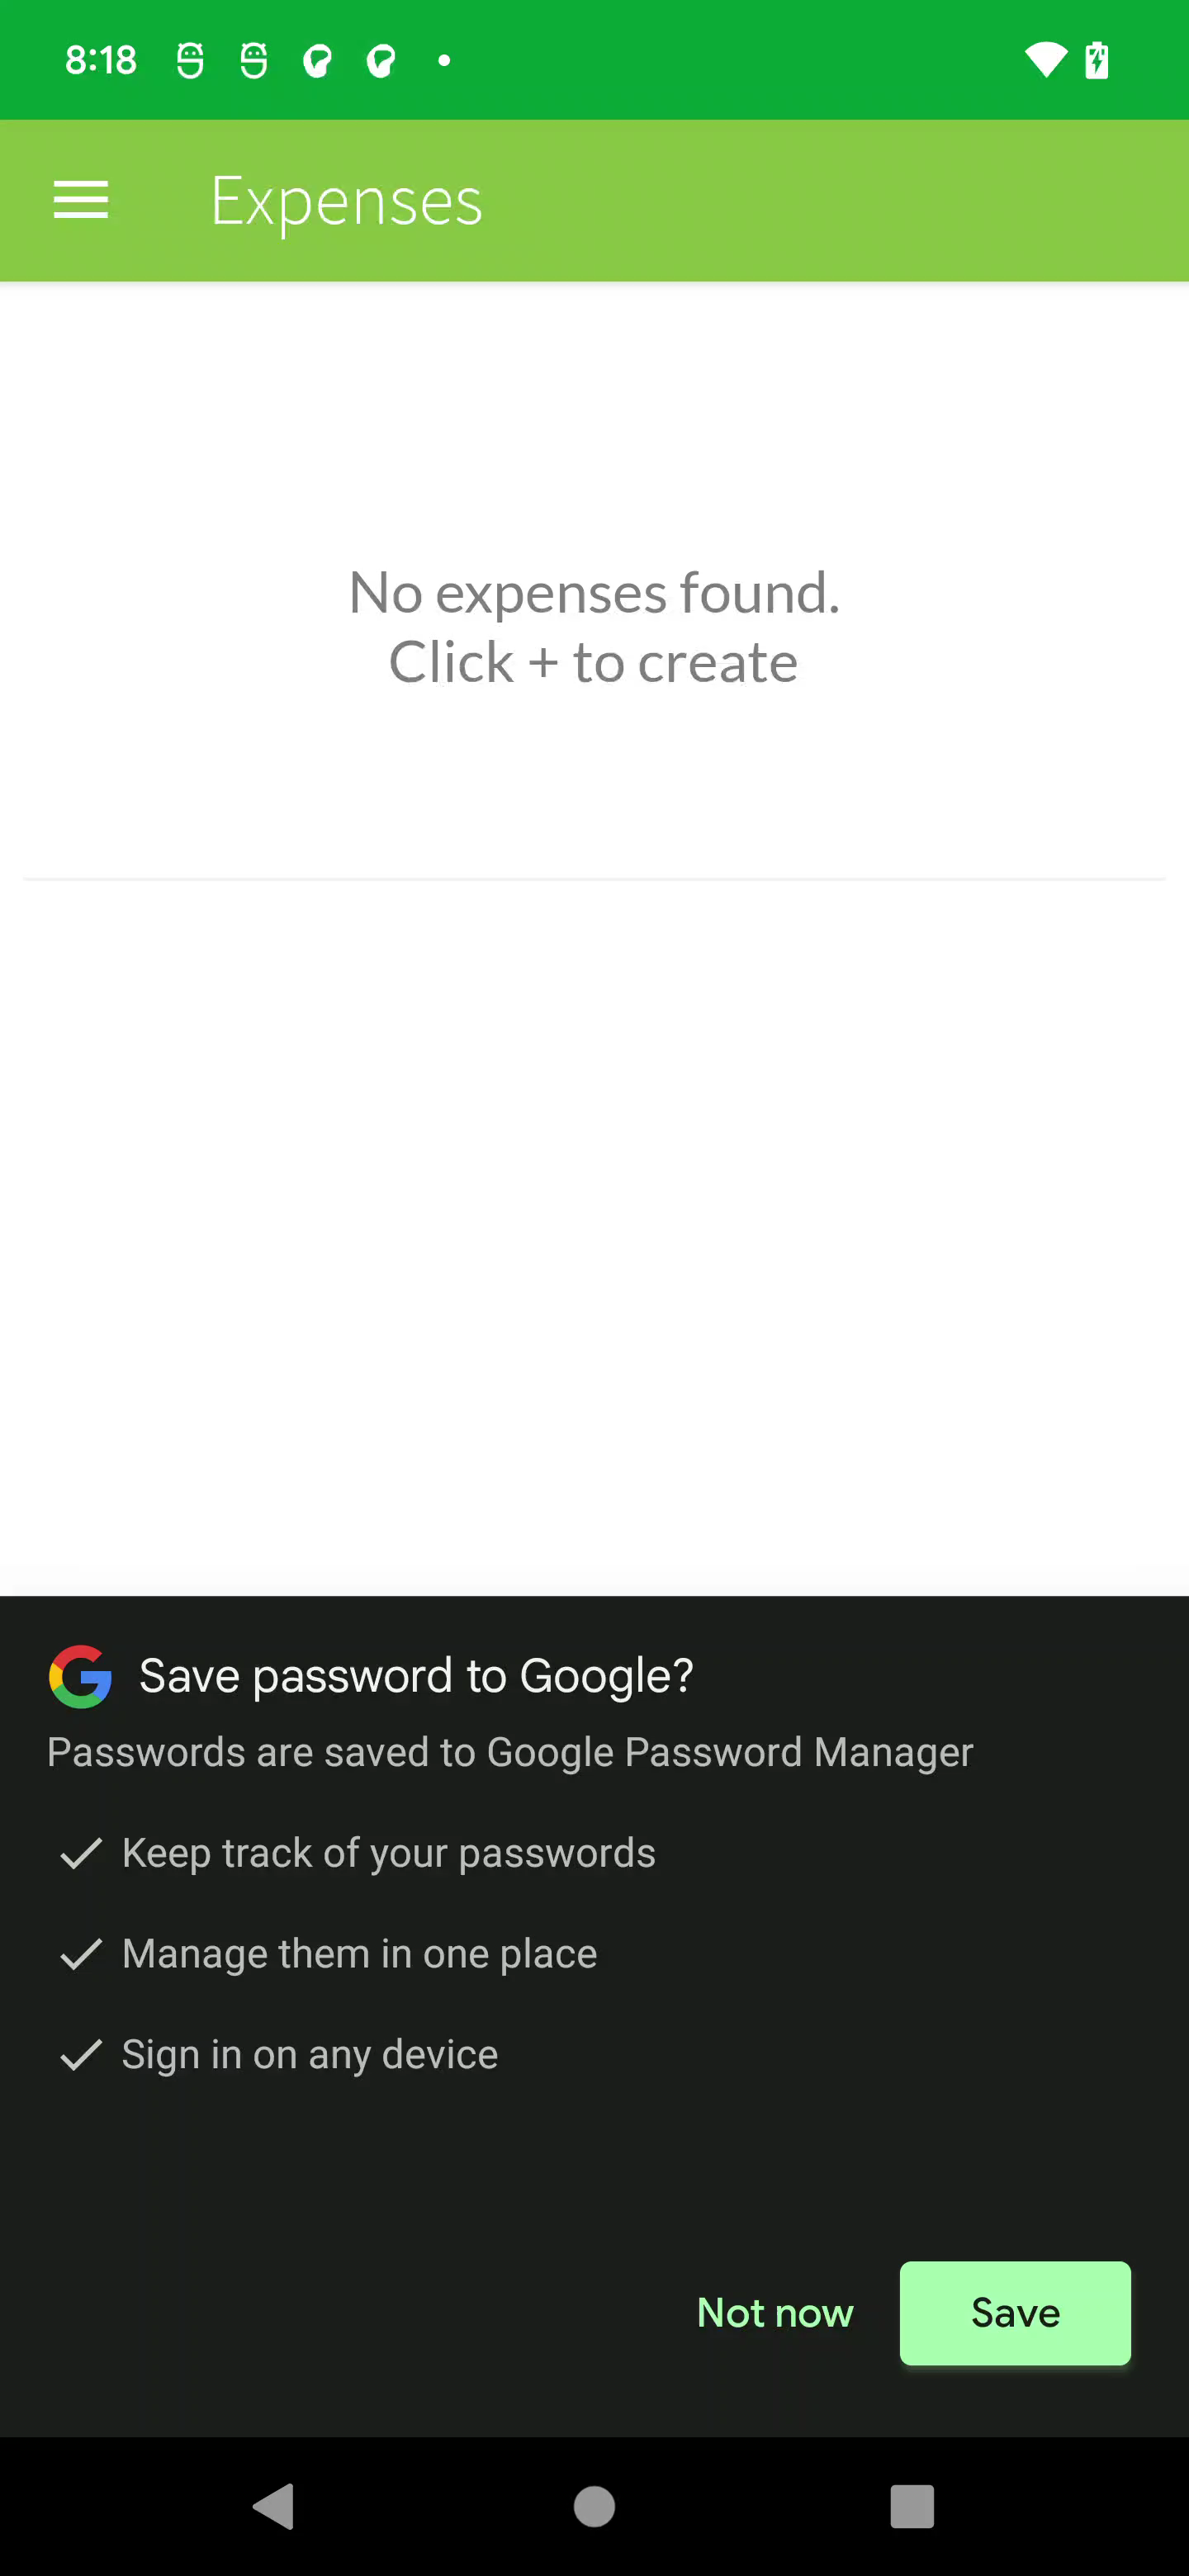 8:18
Expenses
No expenses found.
Click + to create
Save password to Google?
Passwords are saved to Google Password Manager
Keep track of your passwords
Manage them in one place
Sign in on any device
Not now
Save